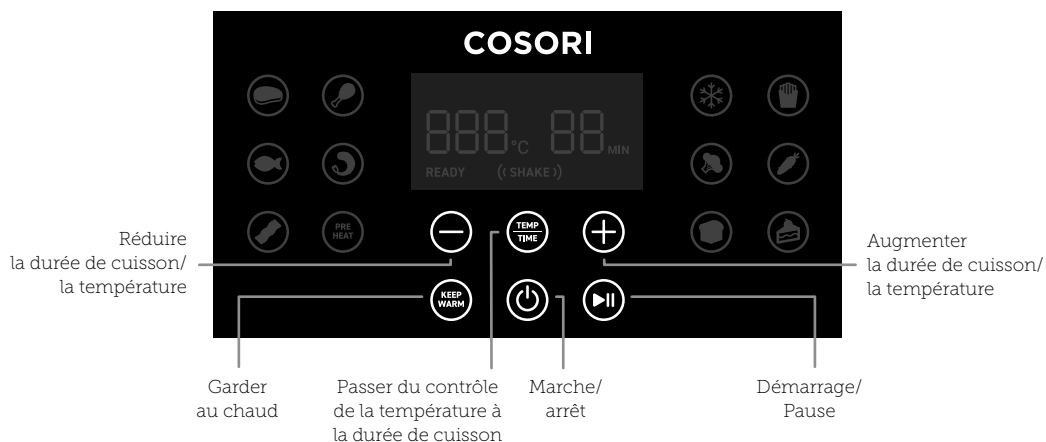 COSORI
888 °C 88 MIN
READY ((SHAKE))
PRE
HEAT
TEMP
TIME
KEEP
WARM
Réduire
la durée de cuisson/
la température
Augmenter
la durée de cuisson/
la température
Garder
au chaud
Passer du contrôle
de la température à
la durée de cuisson
Marche/
arrêt
Démarrage/
Pause